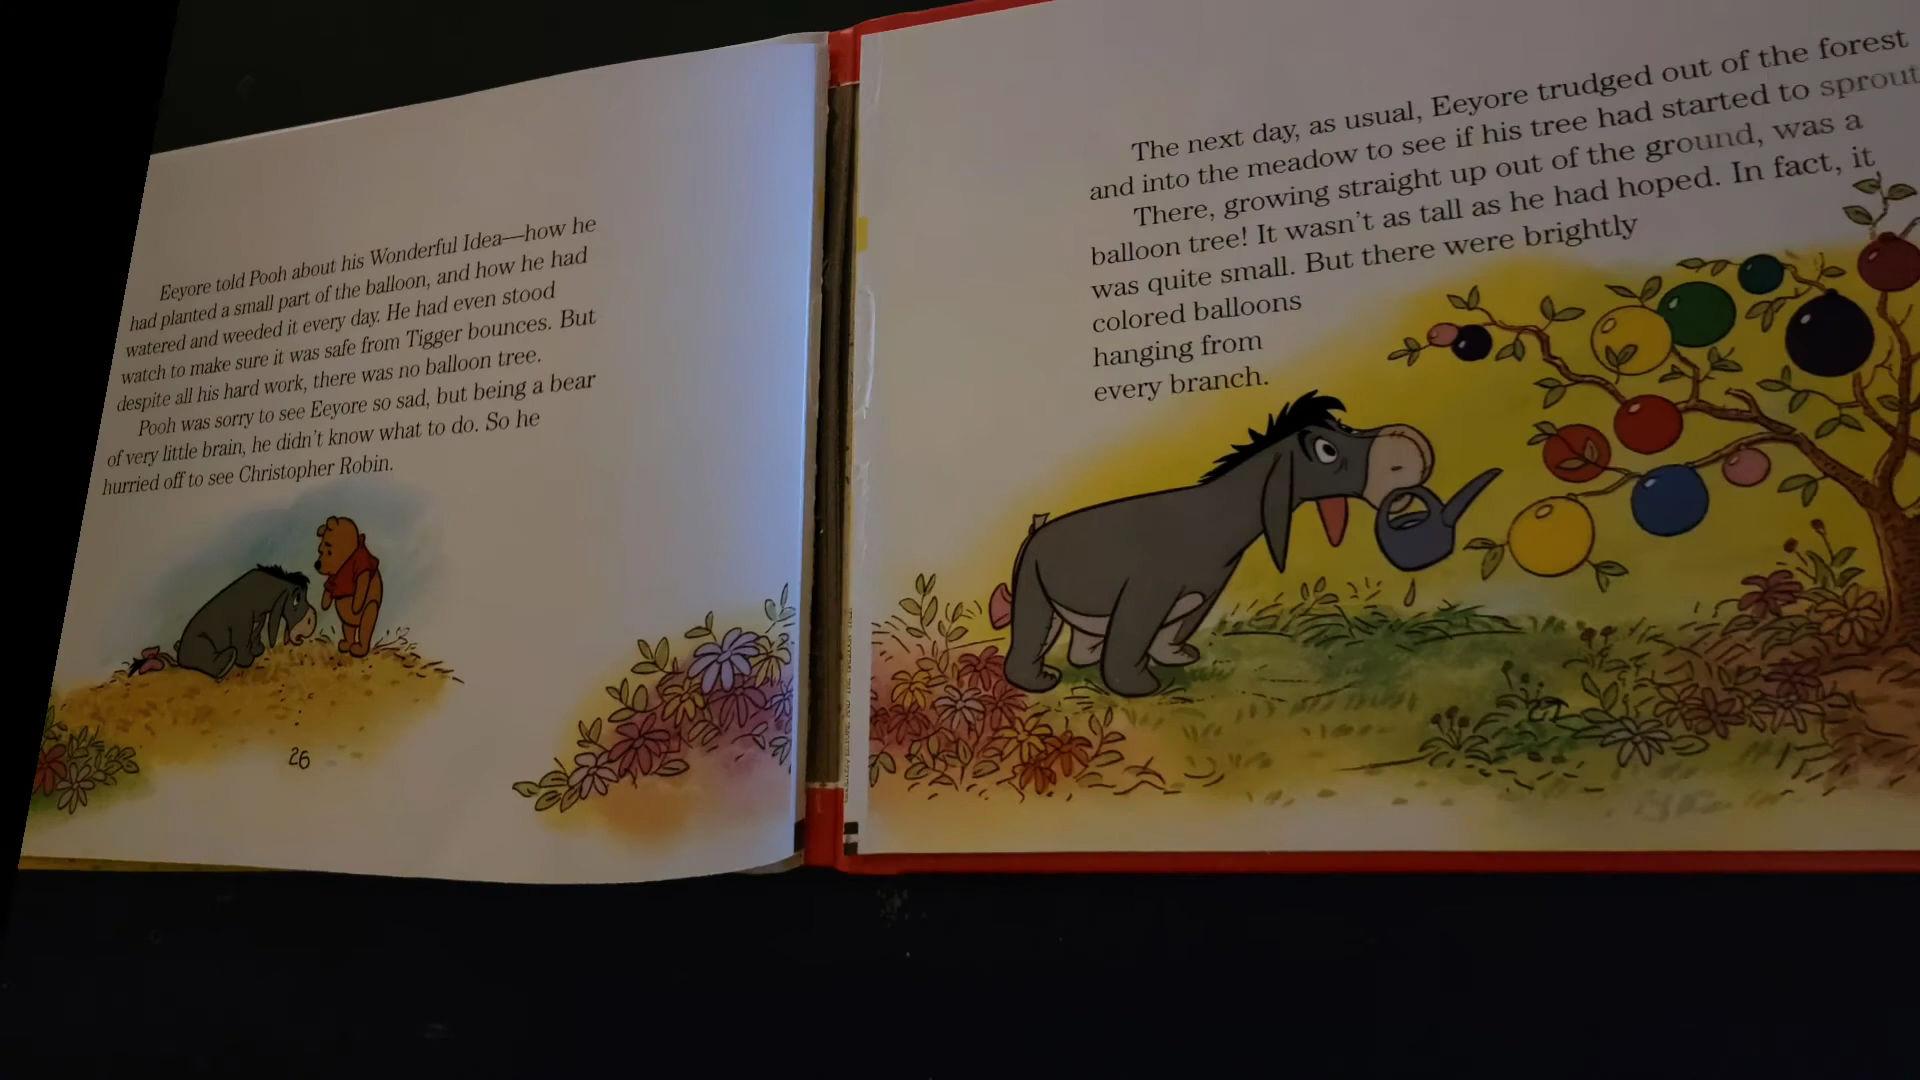 Eeyore told Pooh about his Wonderful Idea—how he
had planted a small part of the balloon, and how he had
watered and weeded it every day. He had even stood
watch to make sure it was safe from Tigger bounces. But
despite all his hard work, there was no balloon tree.
Pooh was sorry to see Eeyore so sad, but being a bear
of very little brain, he didn't know what to do. So he
hurried off to see Christopher Robin.
26
The next day, as usual, Eeyore trudged out of the forest
and into the meadow to see if his tree had started to sprout
There, growing straight up out of the ground, was a
balloon tree! It wasn't as tall as he had hoped. In fact, it
was quite small. But there were brightly
colored balloons
hanging from
every branch.